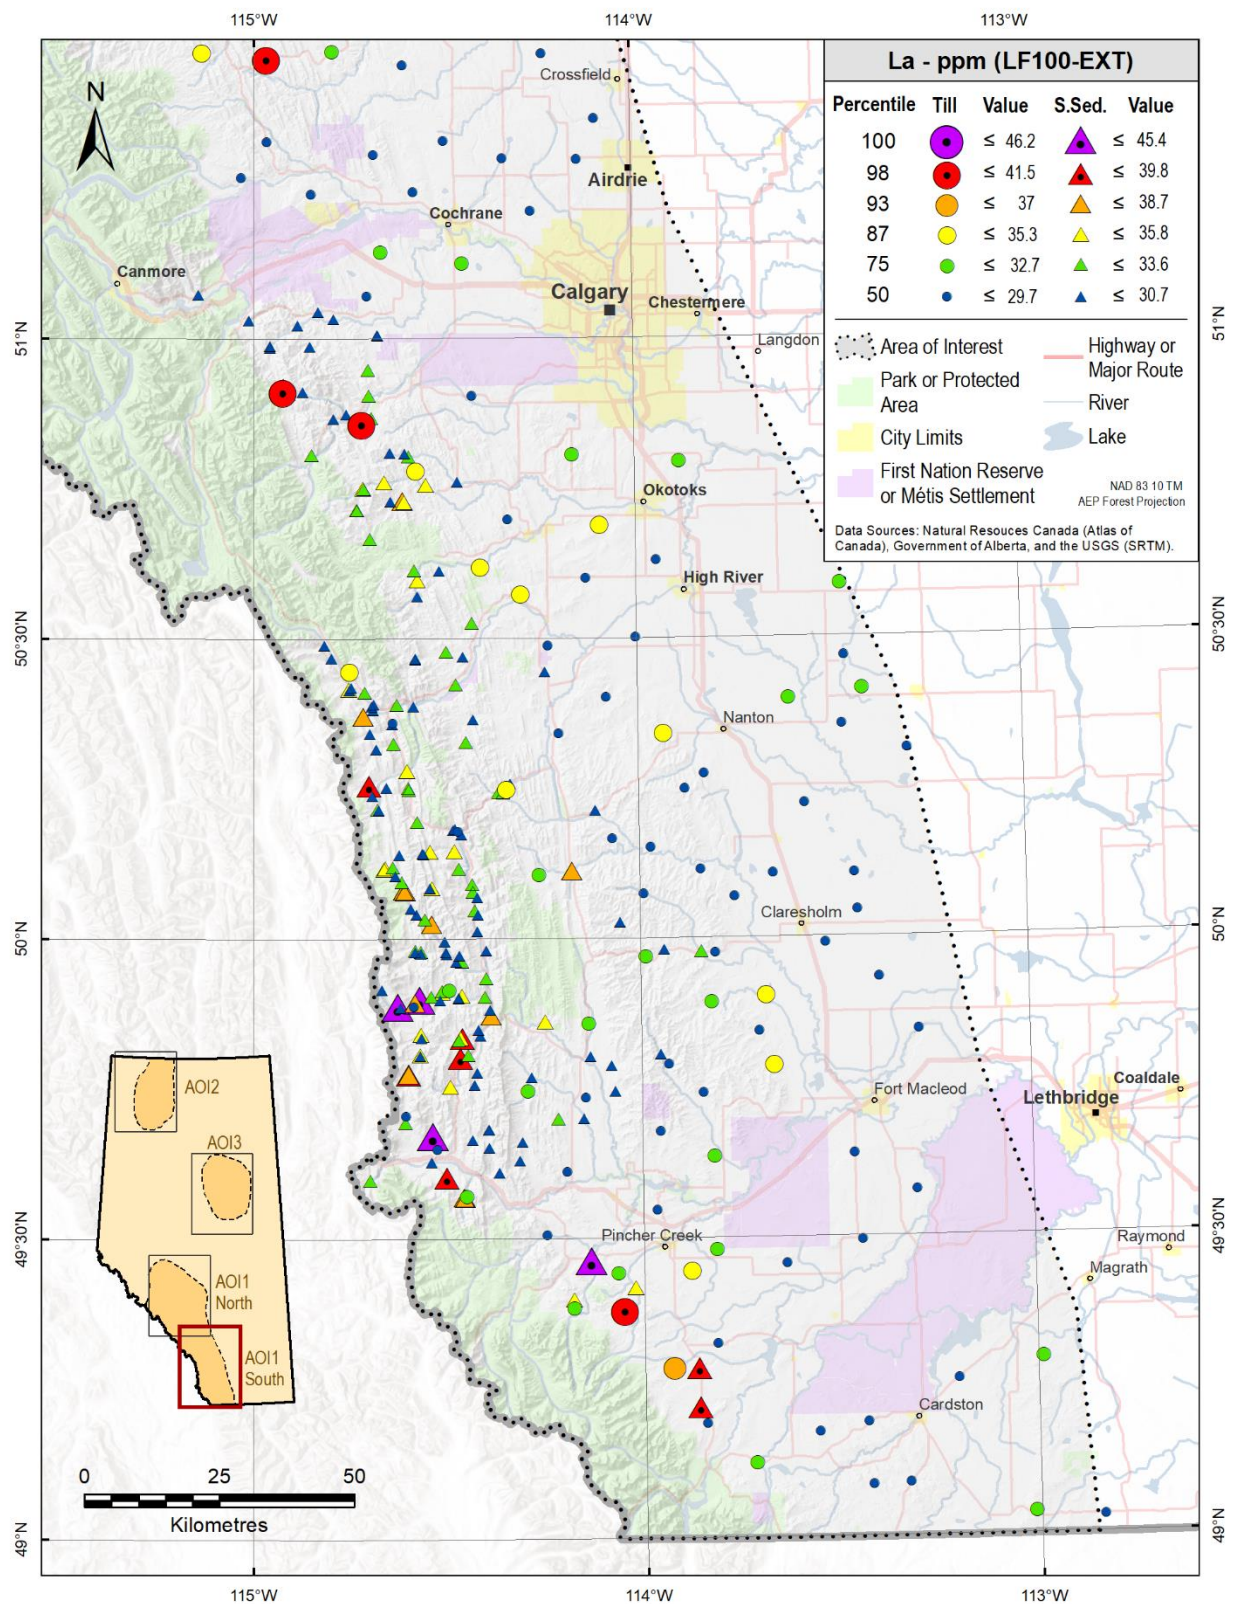 115°W 114°W 113°W
La - ppm (LF100-EXT)
Percentile Till Value S.Sed. Value
100 ≤ 46.2 ≤ 45.4
98 ≤ 41.5 ≤ 39.8
93 ≤ 37 ≤ 38.7
87 ≤ 35.3 ≤ 35.8
75 ≤ 32.7 ≤ 33.6
50 ≤ 29.7 ≤ 30.7
Area of Interest
Park or Protected
Area
City Limits
First Nation Reserve
or Métis Settlement
Highway or
Major Route
River
Lake
NAD 83 10 TM
AEP Forest Projection
Data Sources: Natural Resouces Canada (Atlas of
Canada), Government of Alberta, and the USGS (SRTM).
N
Crossfield
Airdrie
Cochrane
Canmore
Calgary
Chestermere
Langdon
51°N
51°N
Okotoks
High River
50°30'N
50°30'N
Nanton
Claresholm
50°N
50°N
Fort Macleod
Coaldale
Lethbridge
Pincher Creek
Raymond
Magrath
49°30'N
49°30'N
Cardston
49°N
49°N
AOI2
AOI3
AOI1
North
AOI1
South
0 25 50
Kilometres
115°W 114°W 113°W